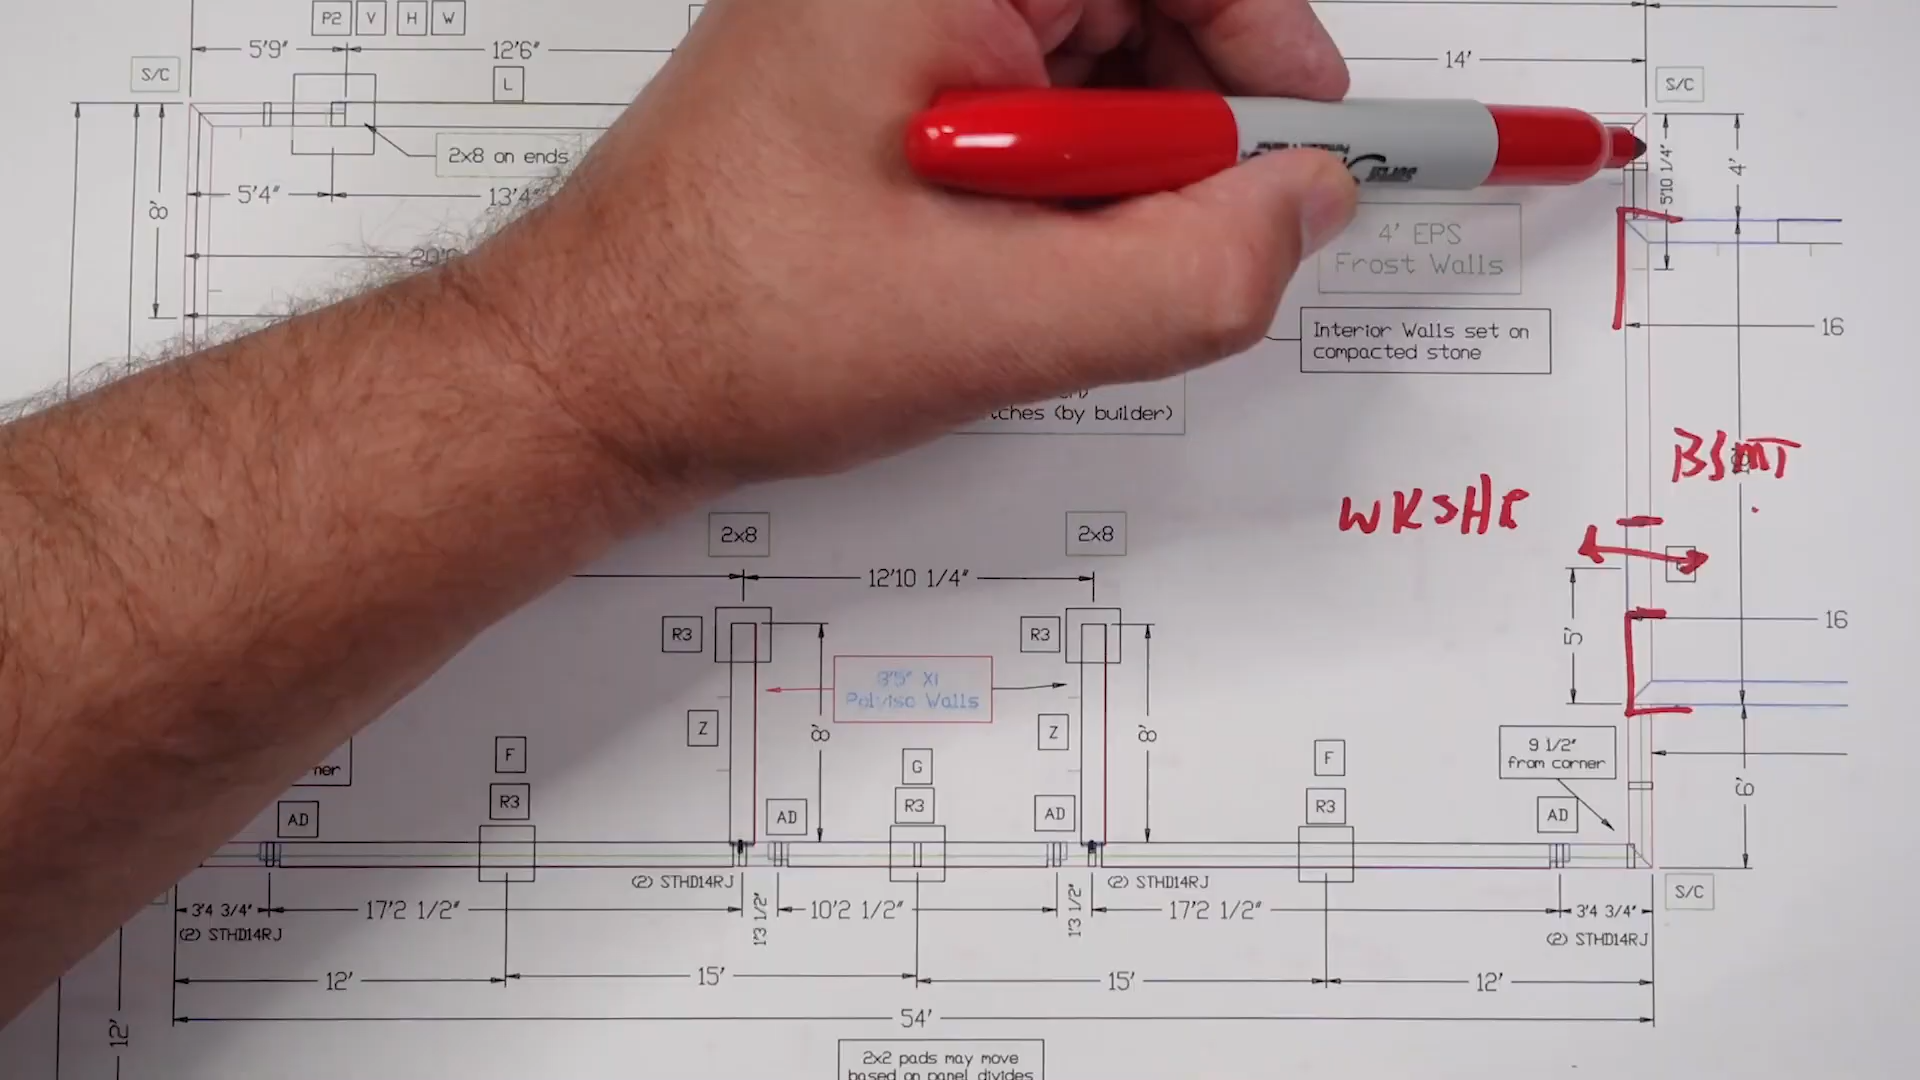 P2 V H W
5'9" 12'6" 14'
S/C L S/C
2x8 on ends
5'10 1/4" 4'
5'4" 13'4"
8'
4' EPS
Frost Walls
Interior Walls set on
compacted stone
16
(by builder)
BSMT
WKSHP
2x8 2x8
12'10 1/4"
R3 R3 5' 16
8'5" Xi
Polyiso Walls
Z 8' Z 8'
F G F
9 1/2"
from corner
R3 R3 R3
AD AD AD AD
6'
(2) STHD14RJ (2) STHD14RJ S/C
3'4 3/4" 17'2 1/2" 1'3 1/2" 10'2 1/2" 1'3 1/2" 17'2 1/2" 3'4 3/4"
(2) STHD14RJ (2) STHD14RJ
12' 15' 15' 12'
54'
12'
2x2 pads may move
based on panel divides